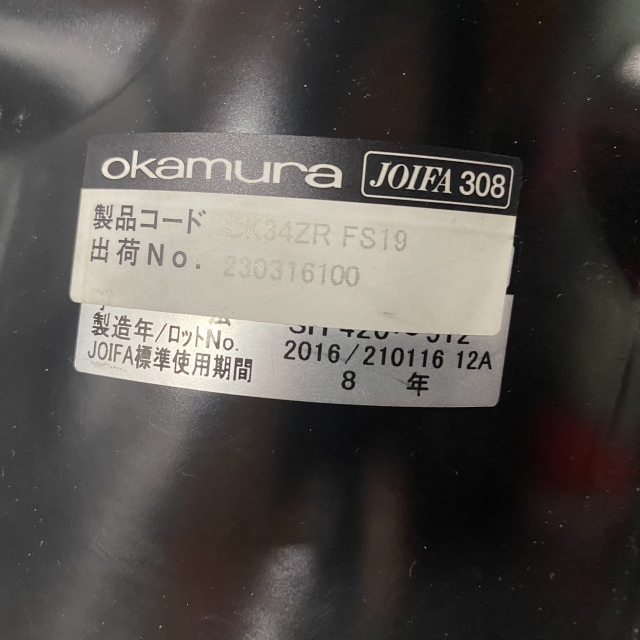 okamura JOIFA 308
製品コード 34ZR FS19
出荷No. 230316100
法
製造年/ロットNo. 2016/210116 12A
JOIFA標準使用期間 8 年